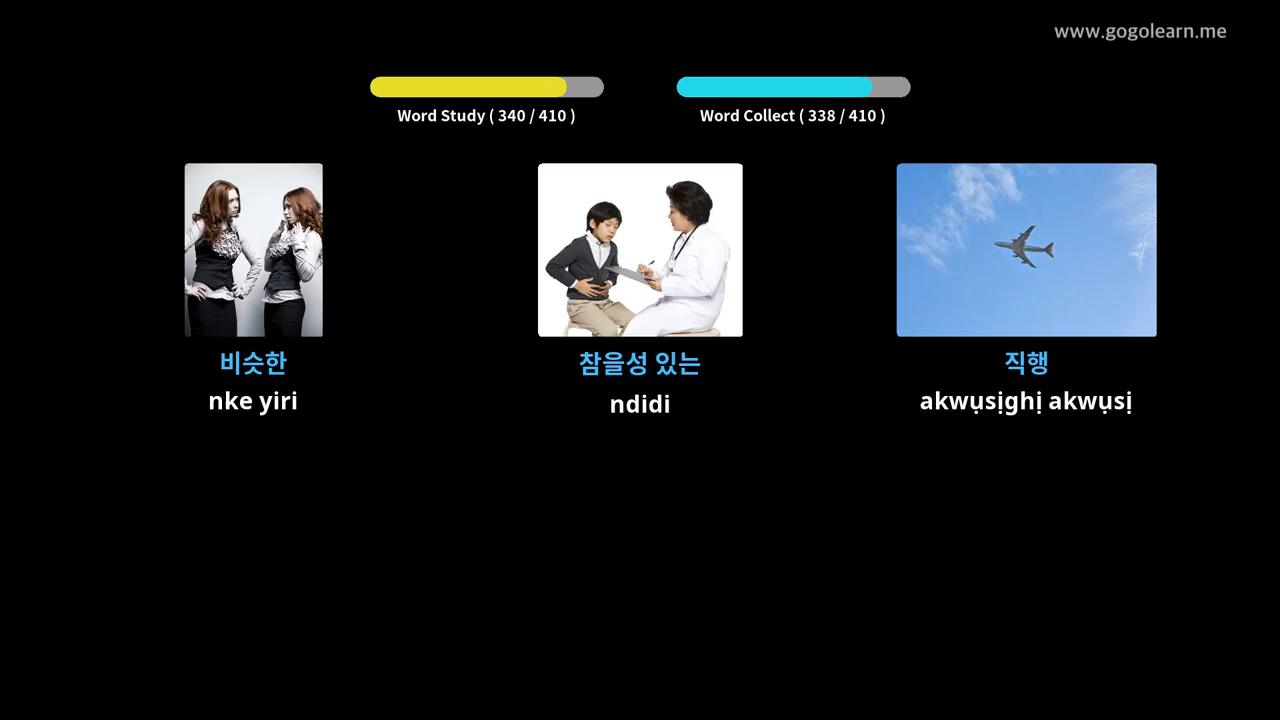 www.gogolearn.me
Word Study ( 340 / 410 )
Word Collect ( 338 / 410 )
비슷한
nke yiri
참을성 있는
ndidi
직행
akwụsịghị akwụsị